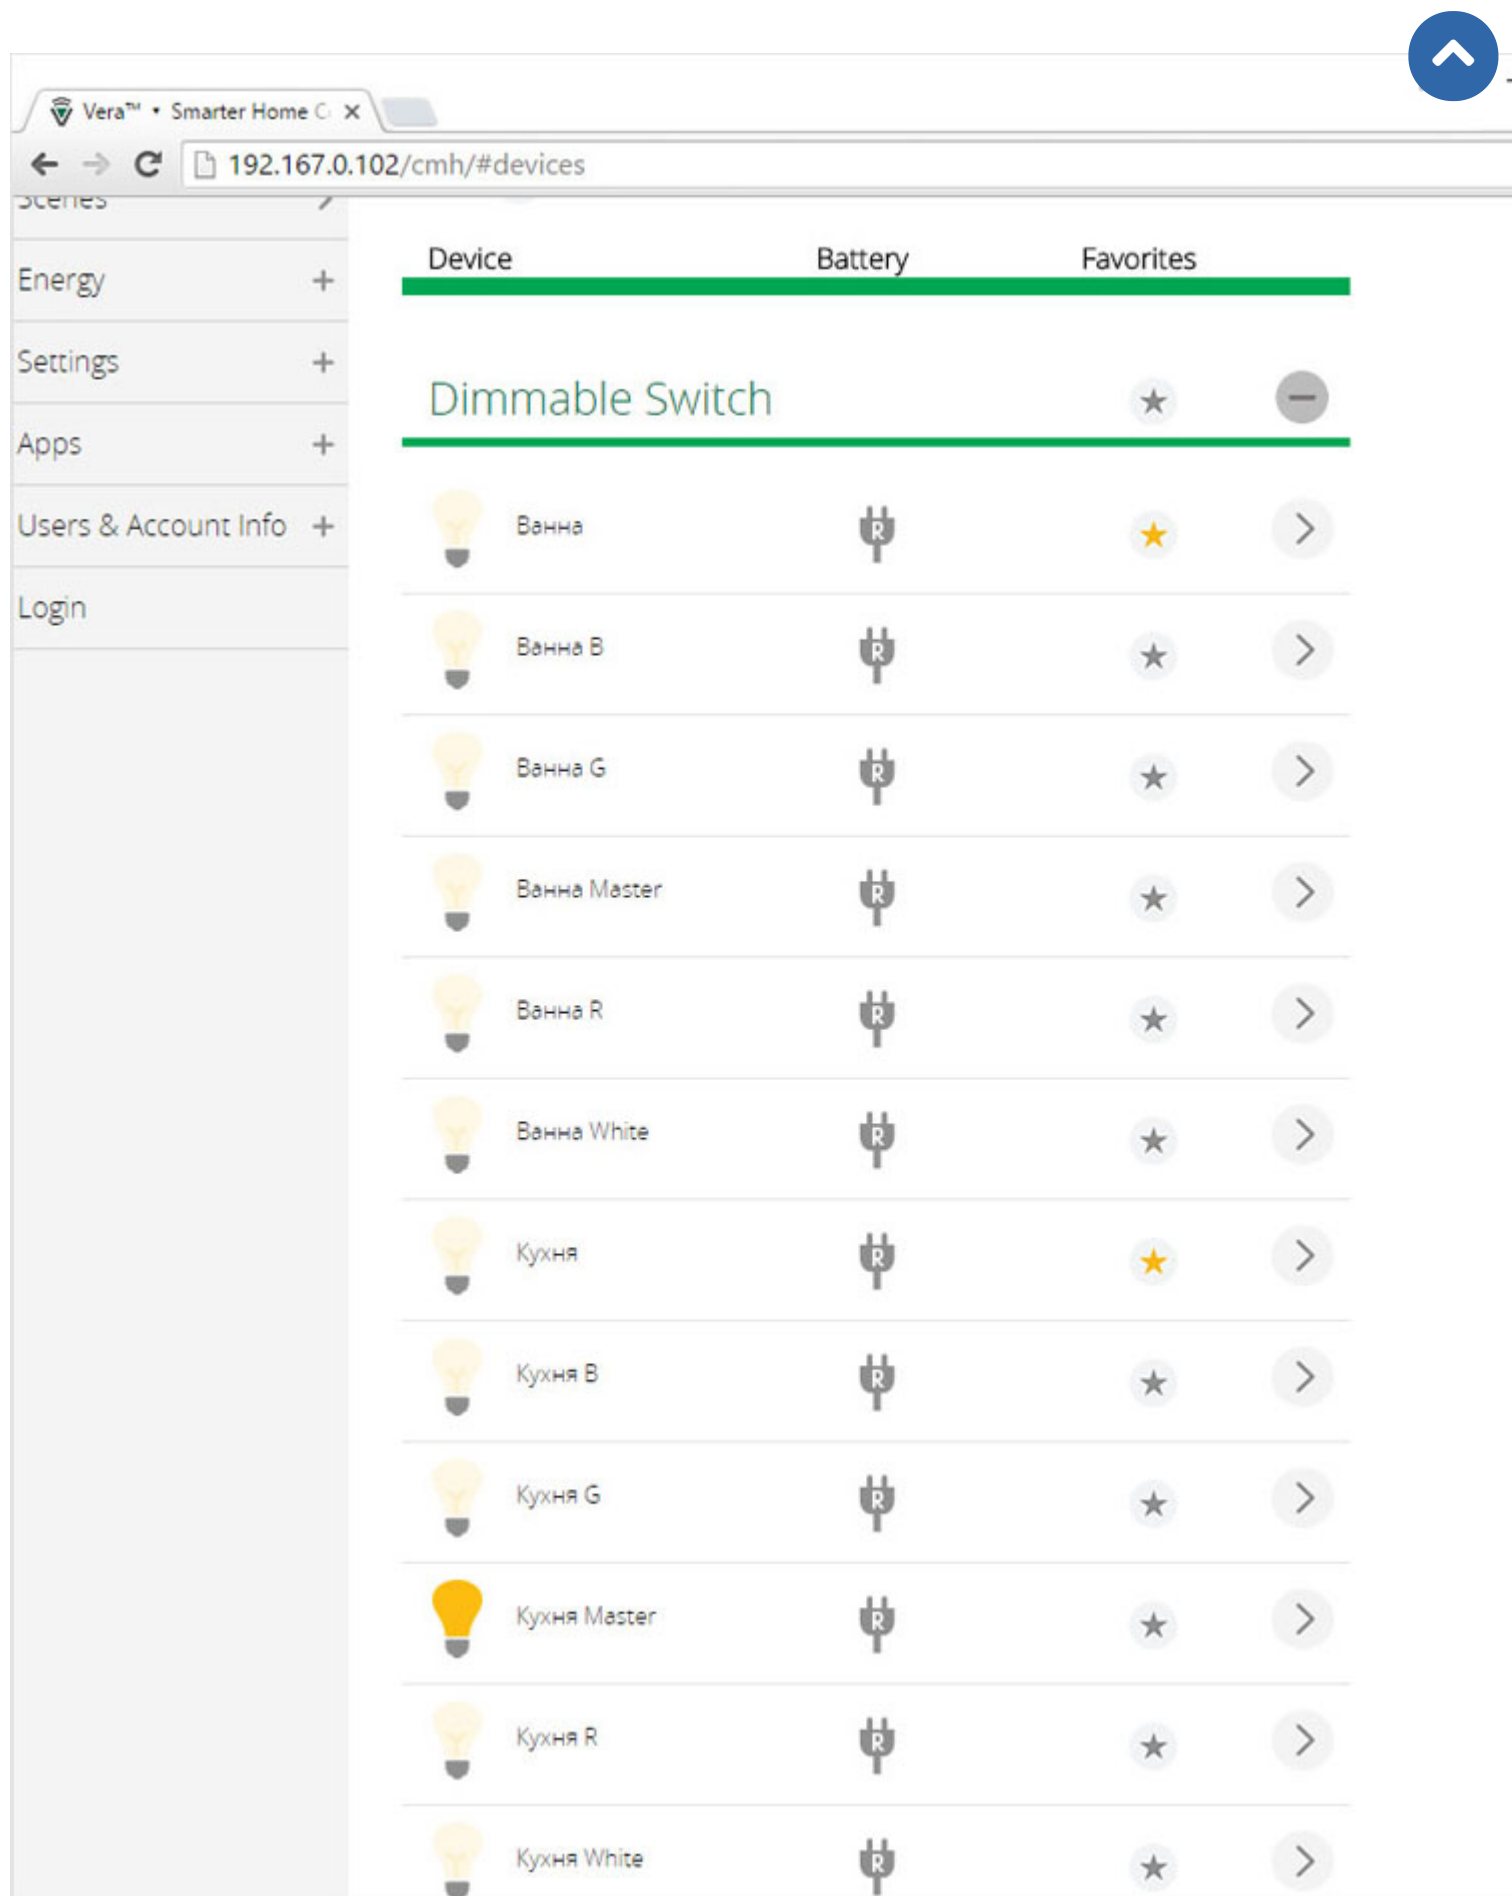 Vera™ • Smarter Home C
192.167.0.102/cmh/#devices
Scenes
Energy
Settings
Apps
Users & Account Info
Login
Device Battery Favorites
Dimmable Switch
Ванна R
Ванна B R
Ванна G R
Ванна Master R
Ванна R R
Ванна White R
Кухня R
Кухня B R
Кухня G R
Кухня Master R
Кухня R R
Кухня White R